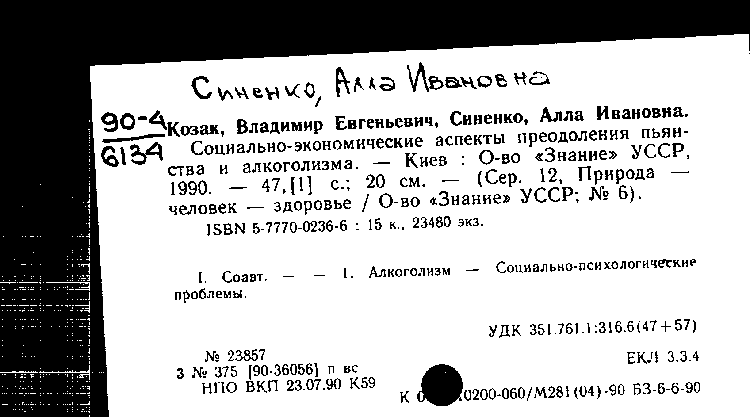 Синенко, Алла Ивановна
90-4
6134
Козак, Владимир Евгеньевич, Синенко, Алла Ивановна.
Социально-экономические аспекты преодоления пьян-
ства и алкоголизма. — Киев : О-во «Знание» УССР,
1990. — 47,[1] с.; 20 см. — (Сер. 12, Природа —
человек — здоровье / О-во «Знание» УССР; № 6).
ISBN 5-7770-0236-6 : 15 к., 23480 экз.
I. Соавт. — — 1. Алкоголизм — Социально-психологические
проблемы.
УДК 351.761.1:316.6(47+57)
№ 23857
3 № 375 [90-36056] п вс
НПО ВКП 23.07.90 К59
ЕКЛ 3.3.4
К 0200-060/М281(04)-90 БЗ-6-6-90